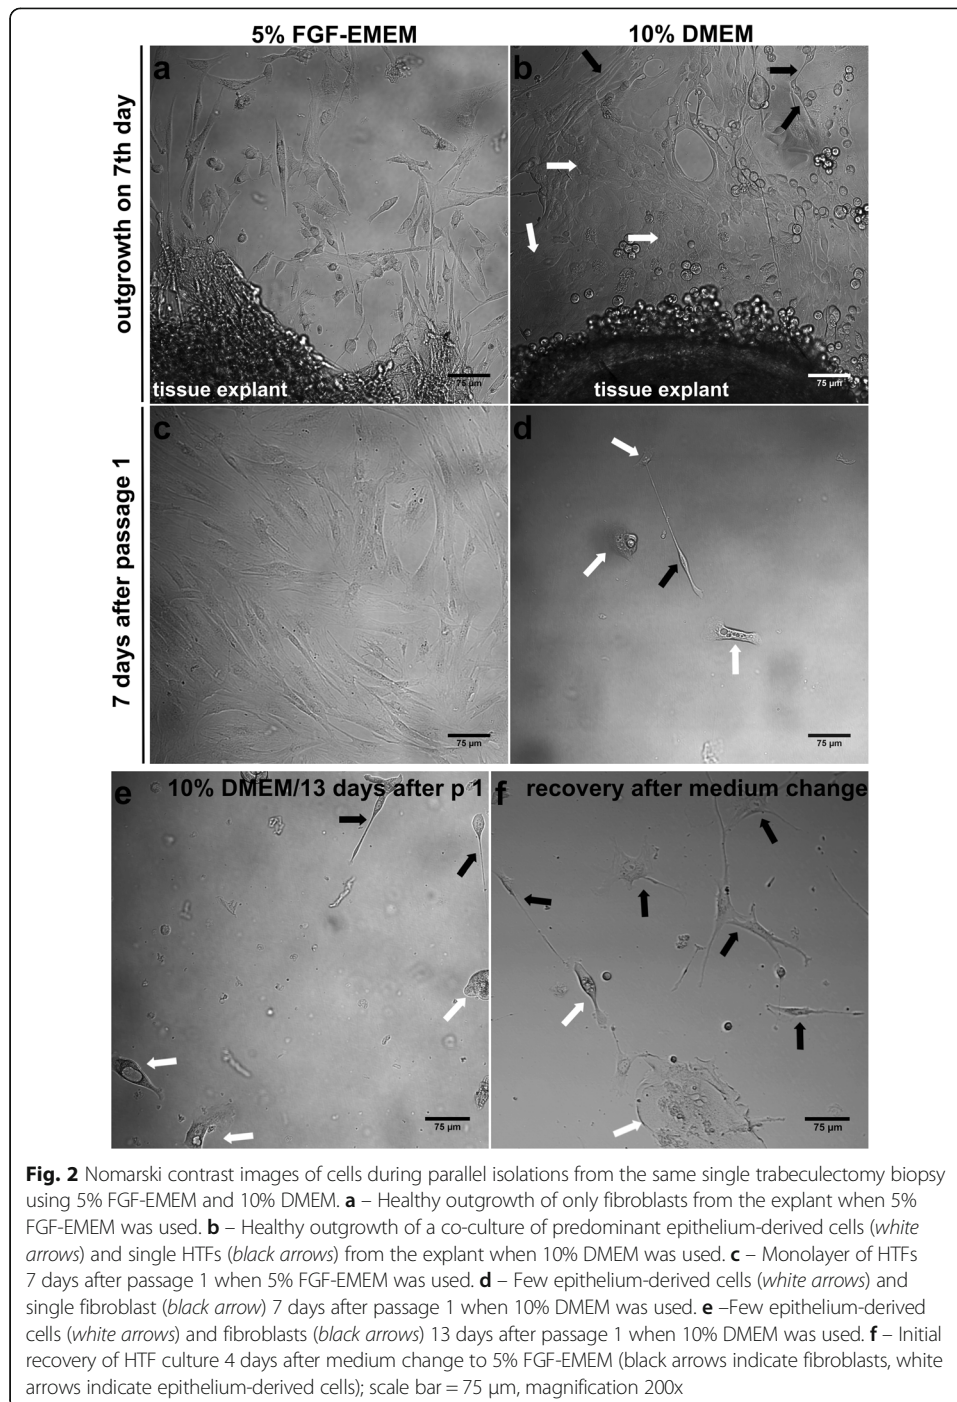 5% FGF-EMEM
10% DMEM
outgrowth on 7th day
a
tissue explant
75 µm
b
tissue explant
75 µm
7 days after passage 1
c
75 µm
d
75 µm
e
10% DMEM/13 days after p 1
75 µm
f
recovery after medium change
75 µm
Fig. 2 Nomarski contrast images of cells during parallel isolations from the same single trabeculectomy biopsy
using 5% FGF-EMEM and 10% DMEM. a – Healthy outgrowth of only fibroblasts from the explant when 5%
FGF-EMEM was used. b – Healthy outgrowth of a co-culture of predominant epithelium-derived cells (white
arrows) and single HTFs (black arrows) from the explant when 10% DMEM was used. c – Monolayer of HTFs
7 days after passage 1 when 5% FGF-EMEM was used. d – Few epithelium-derived cells (white arrows) and
single fibroblast (black arrow) 7 days after passage 1 when 10% DMEM was used. e –Few epithelium-derived
cells (white arrows) and fibroblasts (black arrows) 13 days after passage 1 when 10% DMEM was used. f – Initial
recovery of HTF culture 4 days after medium change to 5% FGF-EMEM (black arrows indicate fibroblasts, white
arrows indicate epithelium-derived cells); scale bar = 75 µm, magnification 200x